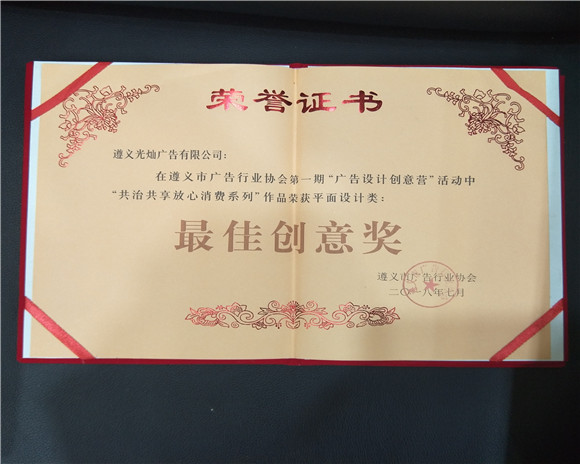 荣誉证书
遵义光灿广告有限公司：
在遵义市广告行业协会第一期“广告设计创意营”活动中
“共治共享放心消费系列”作品荣获平面设计类：
最佳创意奖
遵义市广告行业协会
二〇一八年七月